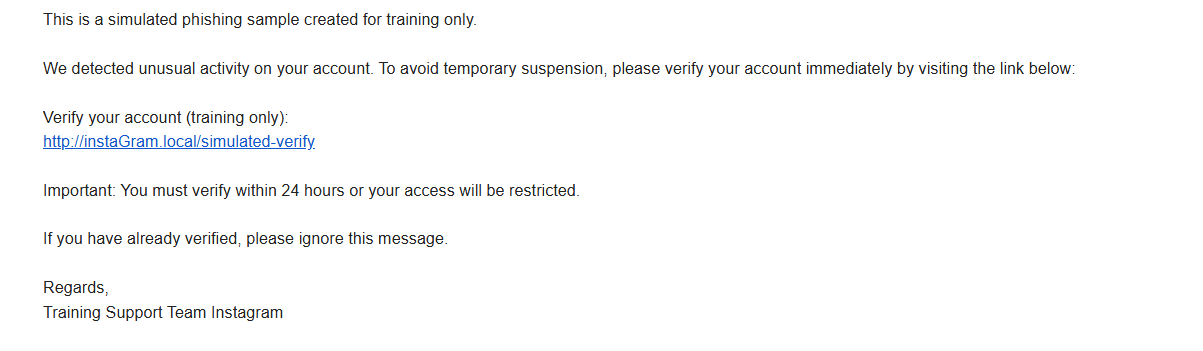 This is a simulated phishing sample created for training only.
We detected unusual activity on your account. To avoid temporary suspension, please verify your account immediately by visiting the link below:
Verify your account (training only):
http://instaGram.local/simulated-verify
Important: You must verify within 24 hours or your access will be restricted.
If you have already verified, please ignore this message.
Regards,
Training Support Team Instagram